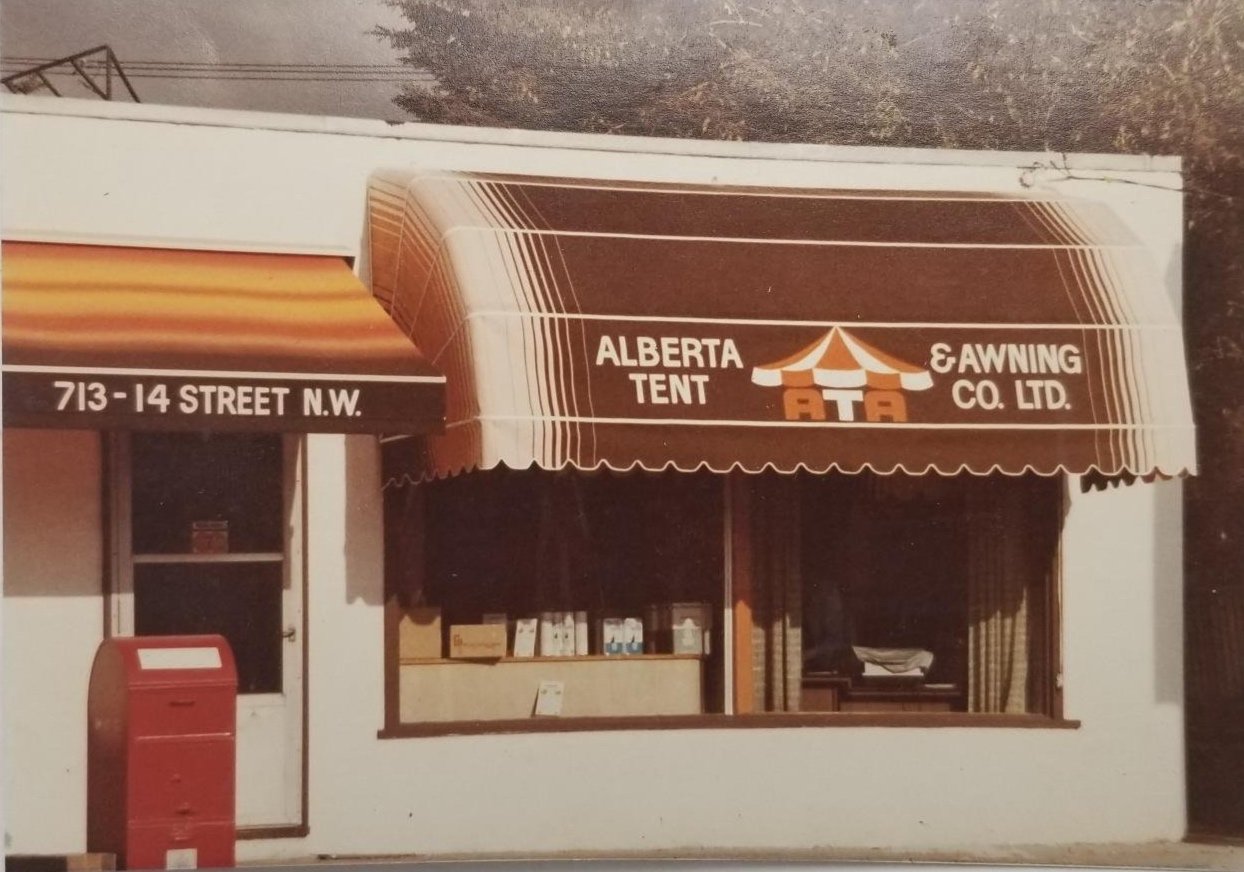 713-14 STREET N.W.
ALBERTA
TENT
ATA
& AWNING
CO. LTD.